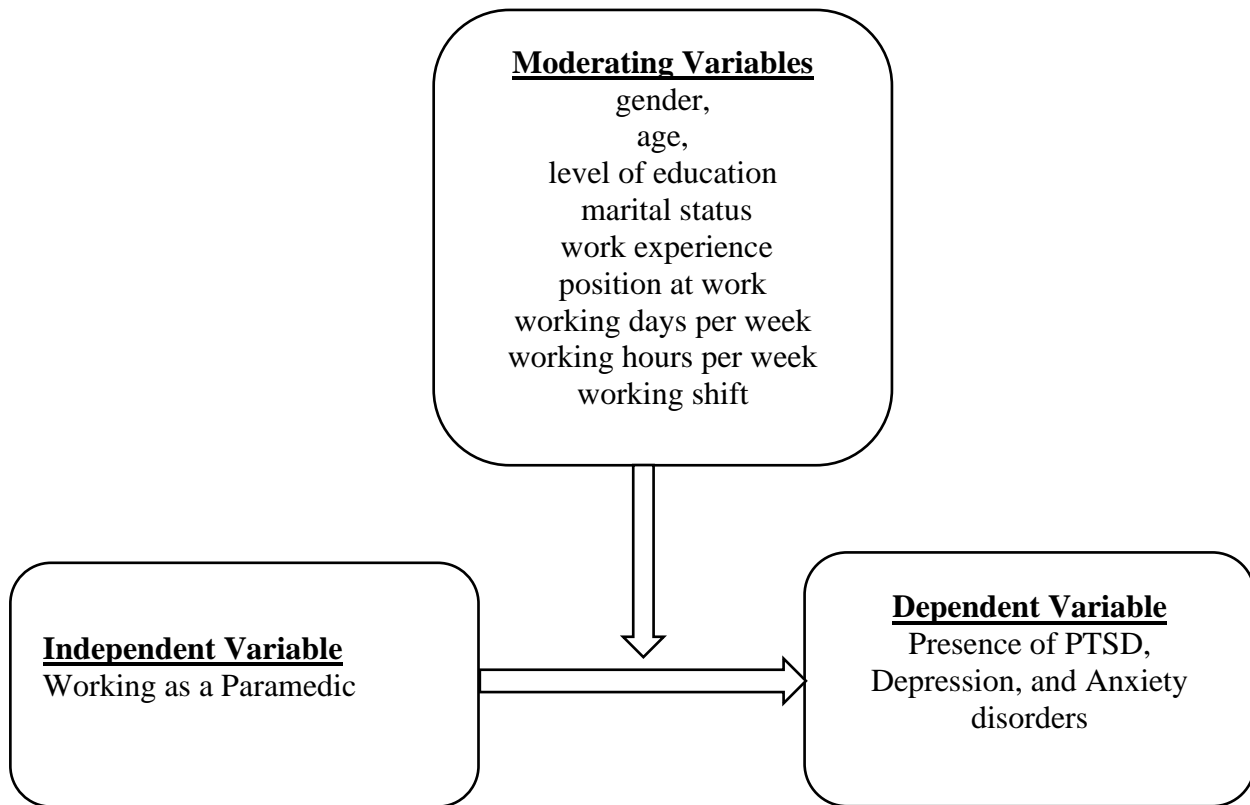 Moderating Variables
gender,
age,
level of education
marital status
work experience
position at work
working days per week
working hours per week
working shift
Independent Variable
Working as a Paramedic
Dependent Variable
Presence of PTSD,
Depression, and Anxiety
disorders